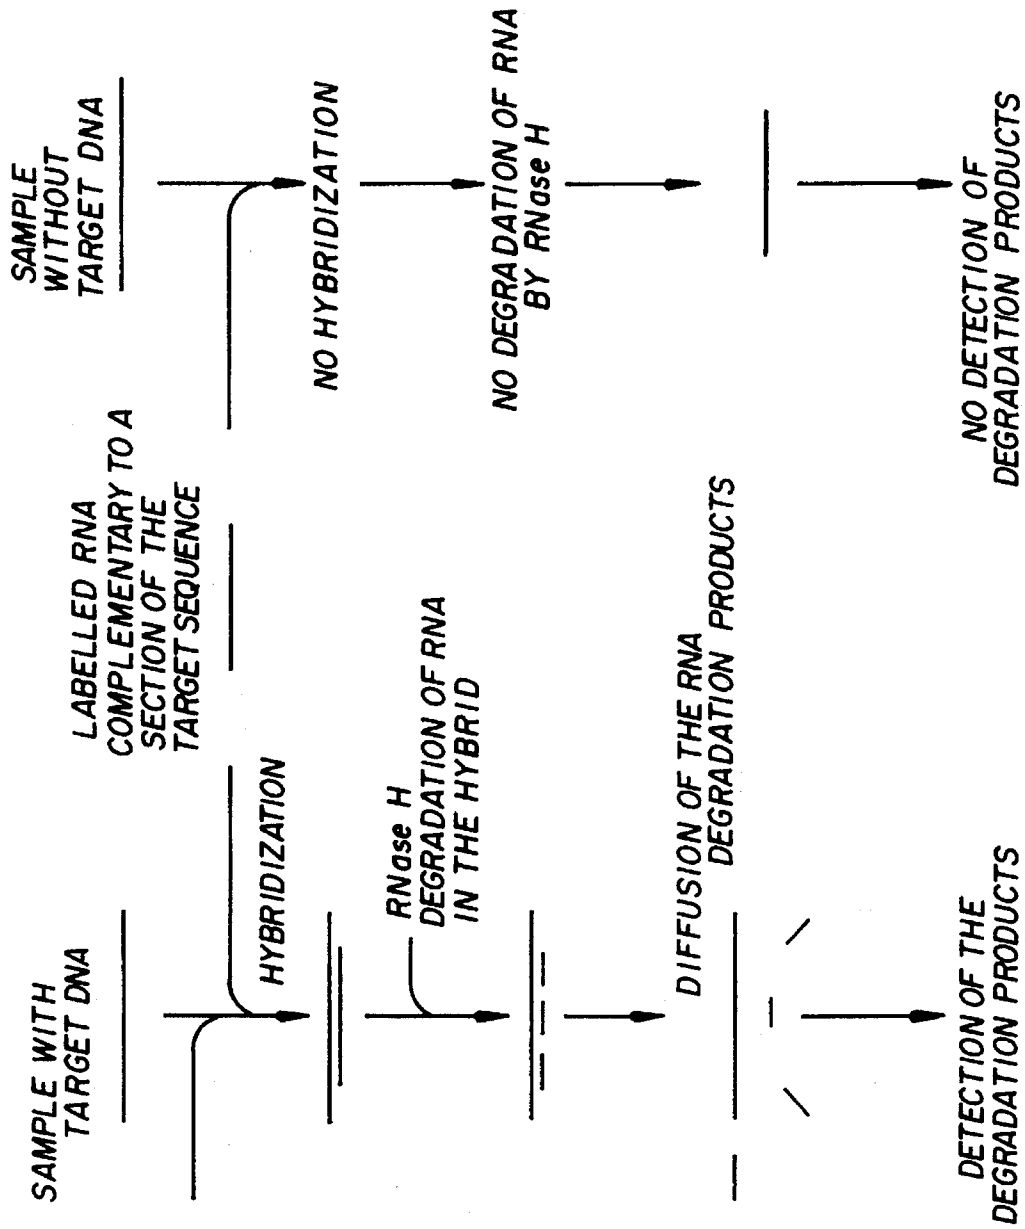 SAMPLE WITH
TARGET DNA
LABELLED RNA
COMPLEMENTARY TO A
SECTION OF THE
TARGET SEQUENCE
SAMPLE
WITHOUT
TARGET DNA
HYBRIDIZATION
NO HYBRIDIZATION
RNase H
DEGRADATION OF RNA
IN THE HYBRID
NO DEGRADATION OF RNA
BY RNase H
DIFFUSION OF THE RNA
DEGRADATION PRODUCTS
DETECTION OF THE
DEGRADATION PRODUCTS
NO DETECTION OF
DEGRADATION PRODUCTS